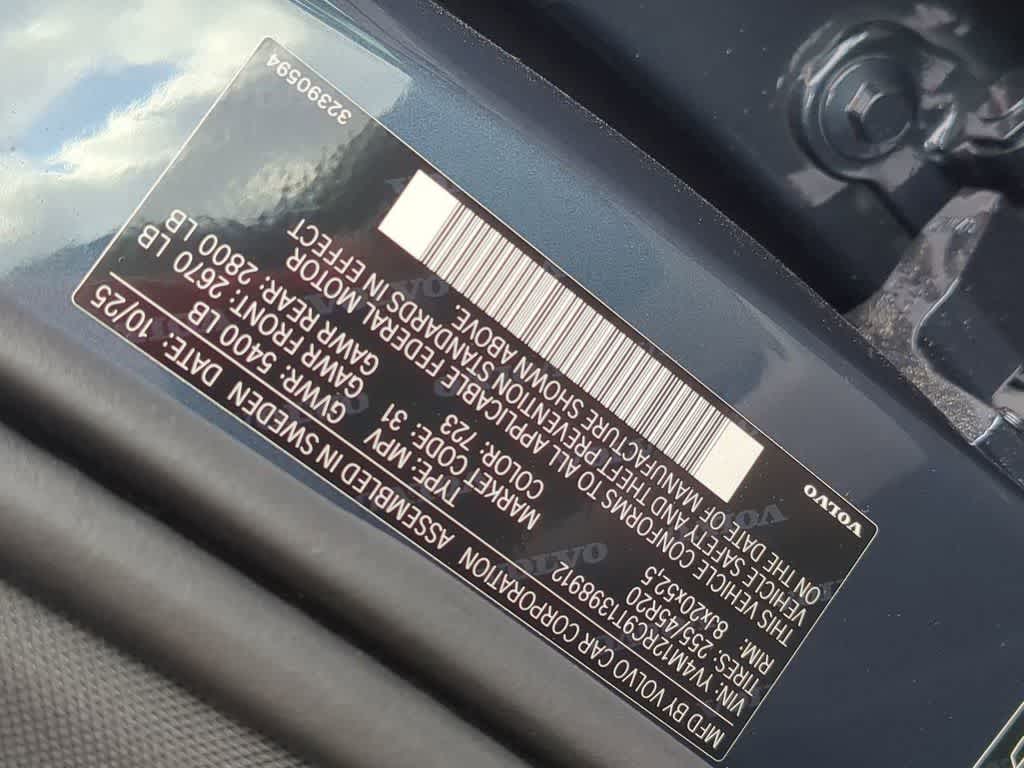 MFD BY VOLVO CAR CORPORATION ASSEMBLED IN SWEDEN DATE: 10/25
VIN: YV4M12RC9T1398912 TYPE: MPV GVWR: 5400 LB
TIRES: 255/45R20 MARKET CODE: 31 GAWR FRONT: 2670 LB
RIM: 8Jx20x52.5 COLOR: 723 GAWR REAR: 2800 LB
THIS VEHICLE CONFORMS TO ALL APPLICABLE FEDERAL MOTOR
VEHICLE SAFETY AND THEFT PREVENTION STANDARDS IN EFFECT
ON THE DATE OF MANUFACTURE SHOWN ABOVE
VOLVO 32390594